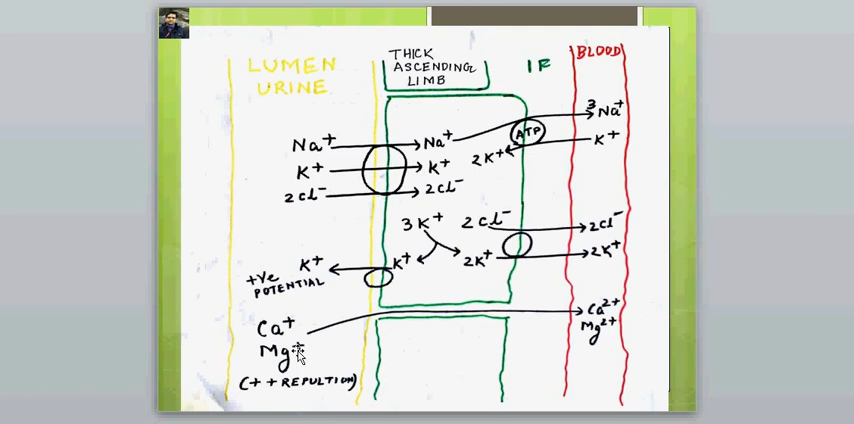 LUMEN
URINE
THICK
ASCENDING
LIMB
IF
BLOOD
Na+
Na+
3Na+
ATP
K+
K+
2K+
K+
2Cl-
2Cl-
3K+
2Cl-
2Cl-
K+
K+
2K+
2K+
+Ve
POTENTIAL
Ca+
Ca2+
Mg+
Mg2+
(+ + REPULTION)